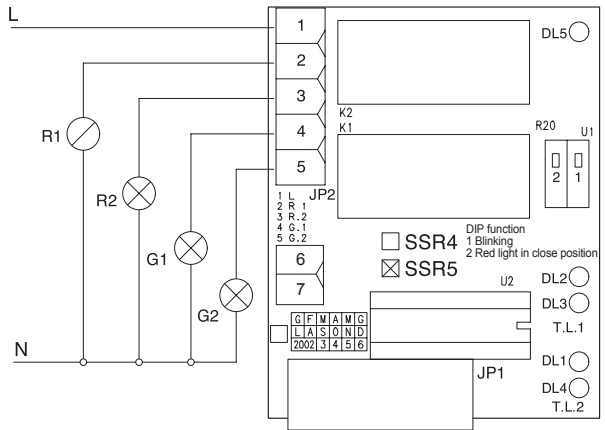 L
1
2
3
4
5
R1
R2
G1
G2
N
JP2
1 L
2 R 1
3 R.2
4 G.1
5 G.2
6
7
K2
K1
DL5
R20
U1
2
1
DIP function
1 Blinking
2 Red light in close position
SSR4
SSR5
U2
DL2
DL3
T.L.1
G F M A M G
L A S O N D
2002 3 4 5 6
JP1
DL1
DL4
T.L.2